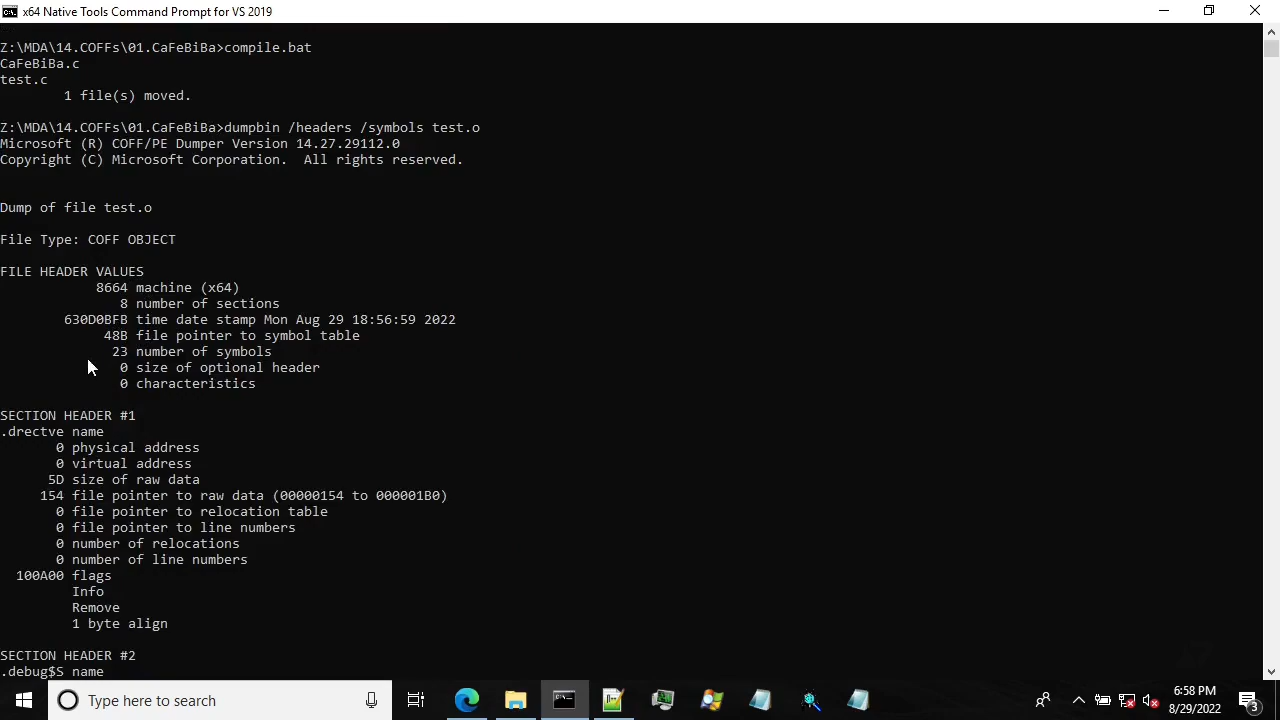 x64 Native Tools Command Prompt for VS 2019
Z:\MDA\14.COFFs\01.CaFeBiBa>compile.bat
CaFeBiBa.c
test.c
        1 file(s) moved.
Z:\MDA\14.COFFs\01.CaFeBiBa>dumpbin /headers /symbols test.o
Microsoft (R) COFF/PE Dumper Version 14.27.29112.0
Copyright (C) Microsoft Corporation.  All rights reserved.
Dump of file test.o
File Type: COFF OBJECT
FILE HEADER VALUES
            8664 machine (x64)
               8 number of sections
        630D0BFB time date stamp Mon Aug 29 18:56:59 2022
             48B file pointer to symbol table
              23 number of symbols
               0 size of optional header
               0 characteristics
SECTION HEADER #1
.drectve name
       0 physical address
       0 virtual address
      5D size of raw data
     154 file pointer to raw data (00000154 to 000001B0)
       0 file pointer to relocation table
       0 file pointer to line numbers
       0 number of relocations
       0 number of line numbers
  100A00 flags
         Info
         Remove
         1 byte align
SECTION HEADER #2
.debug$S name
Type here to search
6:58 PM
8/29/2022
3